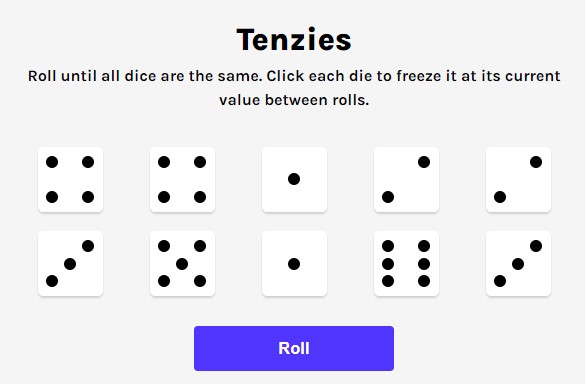 Tenzies
Roll until all dice are the same. Click each die to freeze it at its current
value between rolls.
Roll